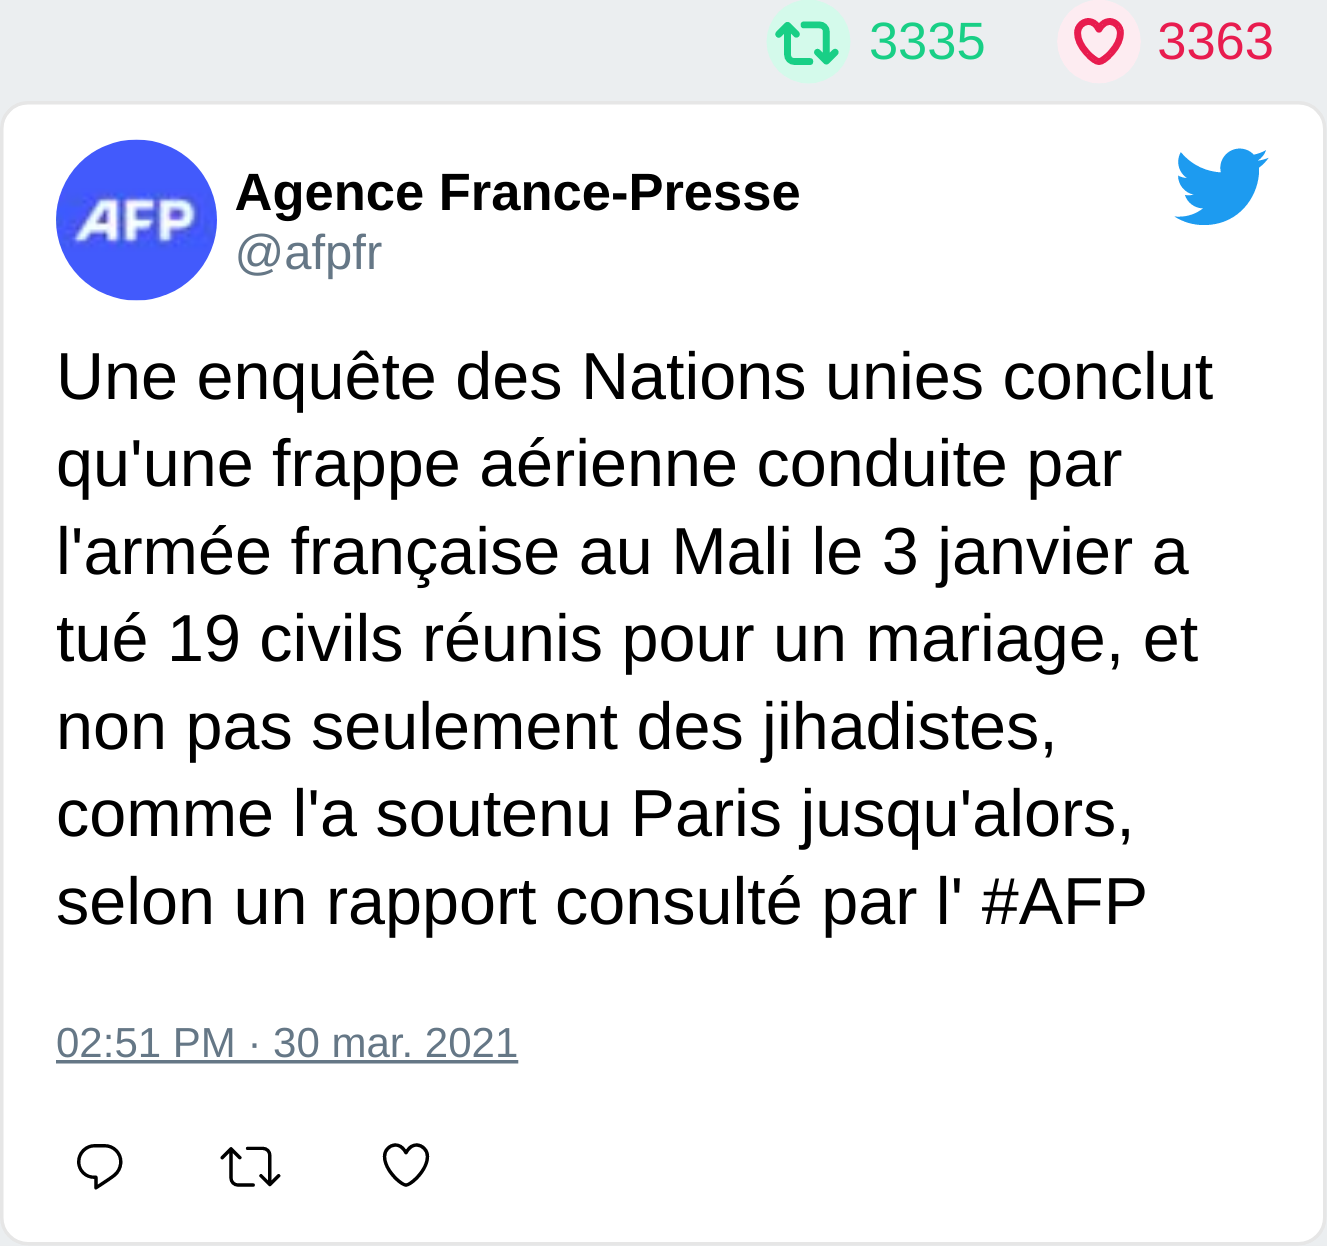 3335 3363
AFP
Agence France-Presse
@afpfr
Une enquête des Nations unies conclut
qu'une frappe aérienne conduite par
l'armée française au Mali le 3 janvier a
tué 19 civils réunis pour un mariage, et
non pas seulement des jihadistes,
comme l'a soutenu Paris jusqu'alors,
selon un rapport consulté par l' #AFP
02:51 PM · 30 mar. 2021